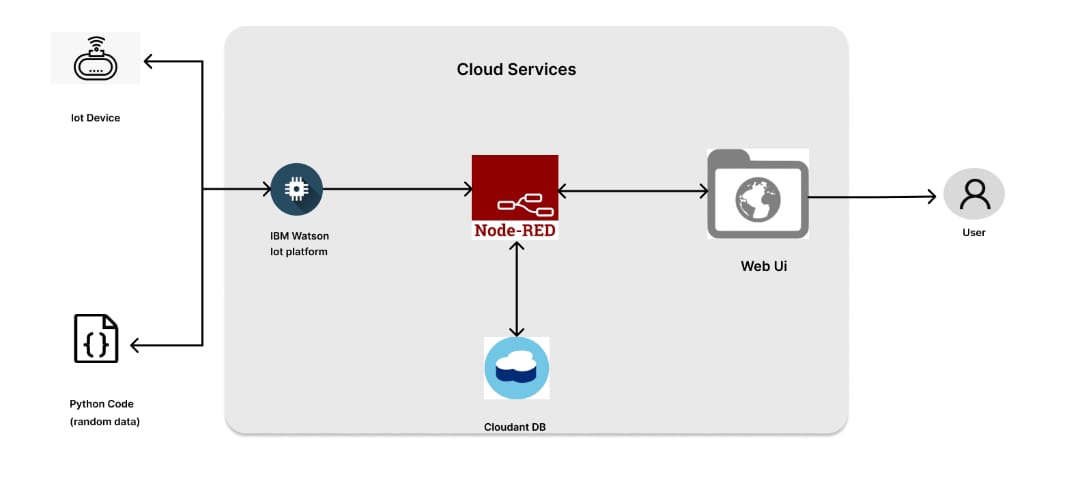 Cloud Services
Iot Device
IBM Watson
Iot platform
Node-RED
Web Ui
User
Python Code
(random data)
Cloudant DB